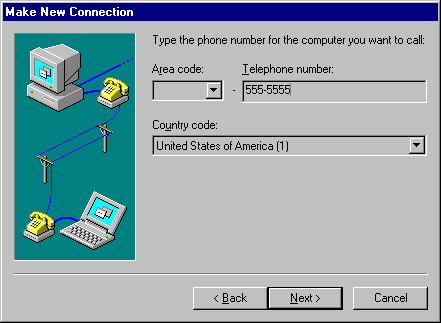 Make New Connection
Type the phone number for the computer you want to call:
Area code: Telephone number:
- 555-5555
Country code:
United States of America (1)
< Back Next > Cancel